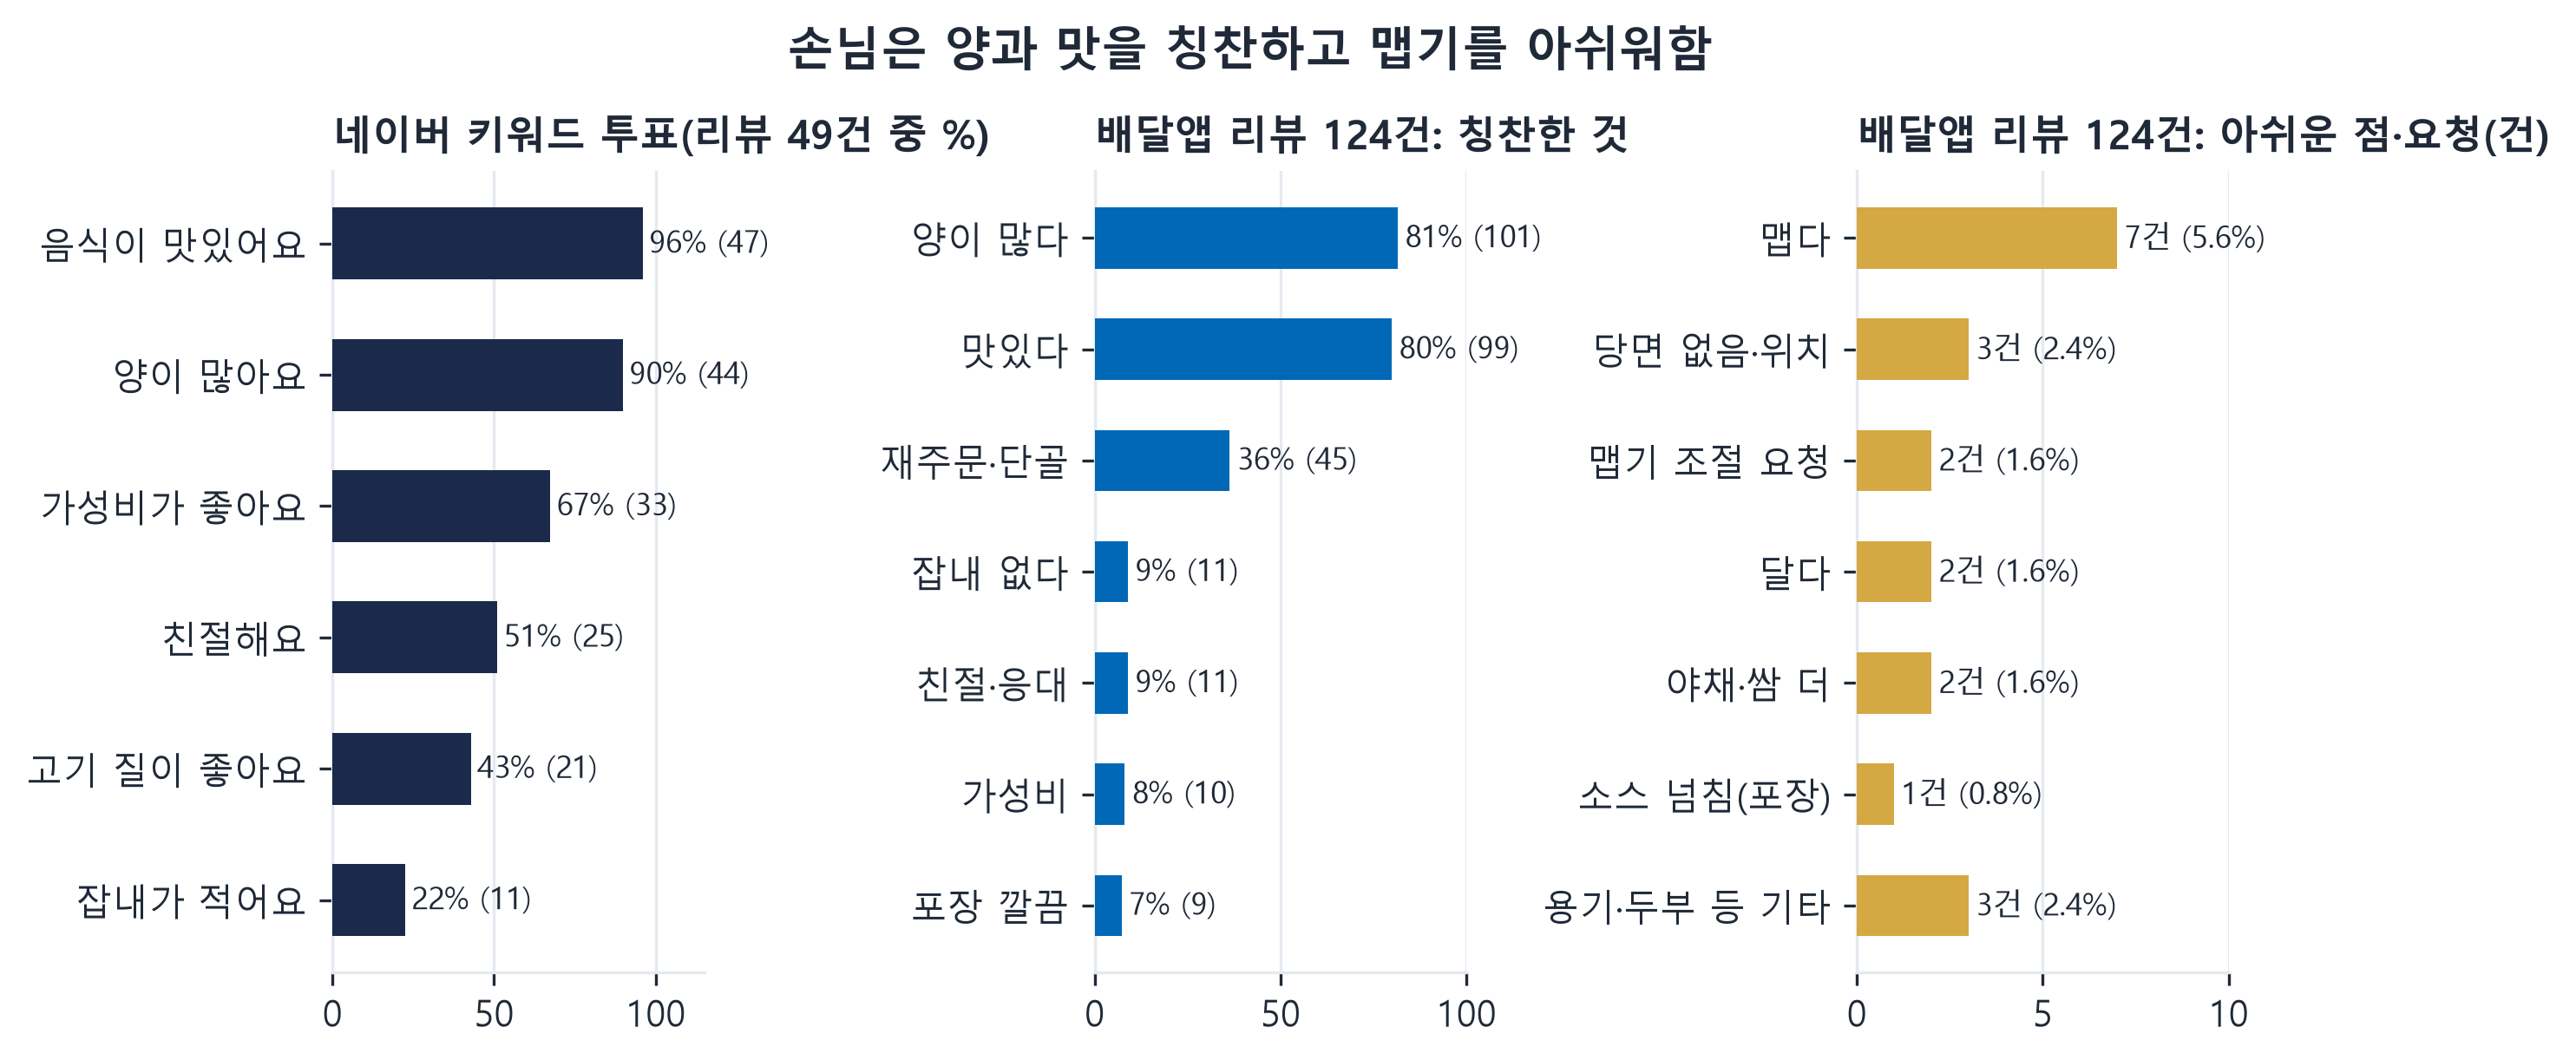 손님은 양과 맛을 칭찬하고 맵기를 아쉬워함
네이버 키워드 투표(리뷰 49건 중 %)
음식이 맛있어요 96% (47)
양이 많아요 90% (44)
가성비가 좋아요 67% (33)
친절해요 51% (25)
고기 질이 좋아요 43% (21)
잡내가 적어요 22% (11)
0 50 100
배달앱 리뷰 124건: 칭찬한 것
양이 많다 81% (101)
맛있다 80% (99)
재주문·단골 36% (45)
잡내 없다 9% (11)
친절·응대 9% (11)
가성비 8% (10)
포장 깔끔 7% (9)
0 50 100
배달앱 리뷰 124건: 아쉬운 점·요청(건)
맵다 7건 (5.6%)
당면 없음·위치 3건 (2.4%)
맵기 조절 요청 2건 (1.6%)
달다 2건 (1.6%)
야채·쌈 더 2건 (1.6%)
소스 넘침(포장) 1건 (0.8%)
용기·두부 등 기타 3건 (2.4%)
0 5 10